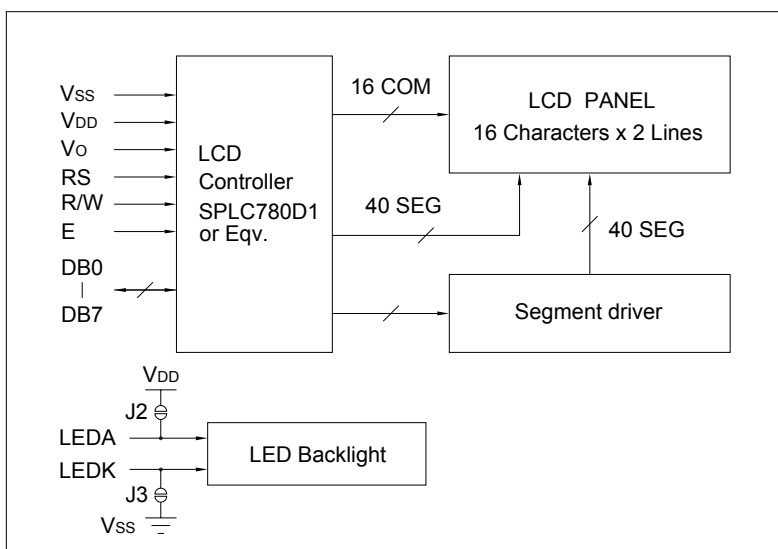 VSS
VDD
VO
RS
R/W
E
DB0
DB7
LCD
Controller
SPLC780D1
or Eqv.
16 COM
40 SEG
LCD PANEL
16 Characters x 2 Lines
40 SEG
Segment driver
VDD
J2
LEDA
LEDK
J3
VSS
LED Backlight